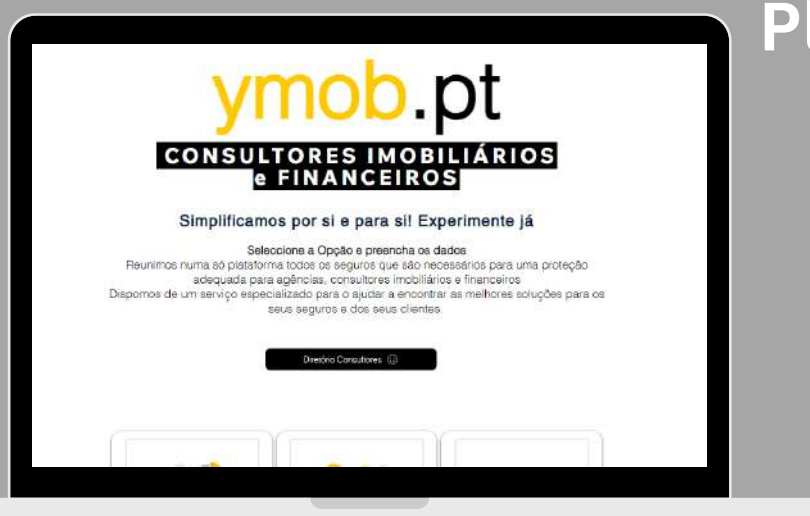 ymob.pt
CONSULTORES IMOBILIÁRIOS
e FINANCEIROS
Simplificamos por si e para si! Experimente já
Seleccione a Opção e preencha os dados
Reunimos numa só plataforma todos os seguros que são necessários para uma proteção
adequada para agências, consultores imobiliários e financeiros
Dispomos de um serviço especializado para o ajudar a encontrar as melhores soluções para os
seus seguros e dos seus clientes.
Diretório Consultores